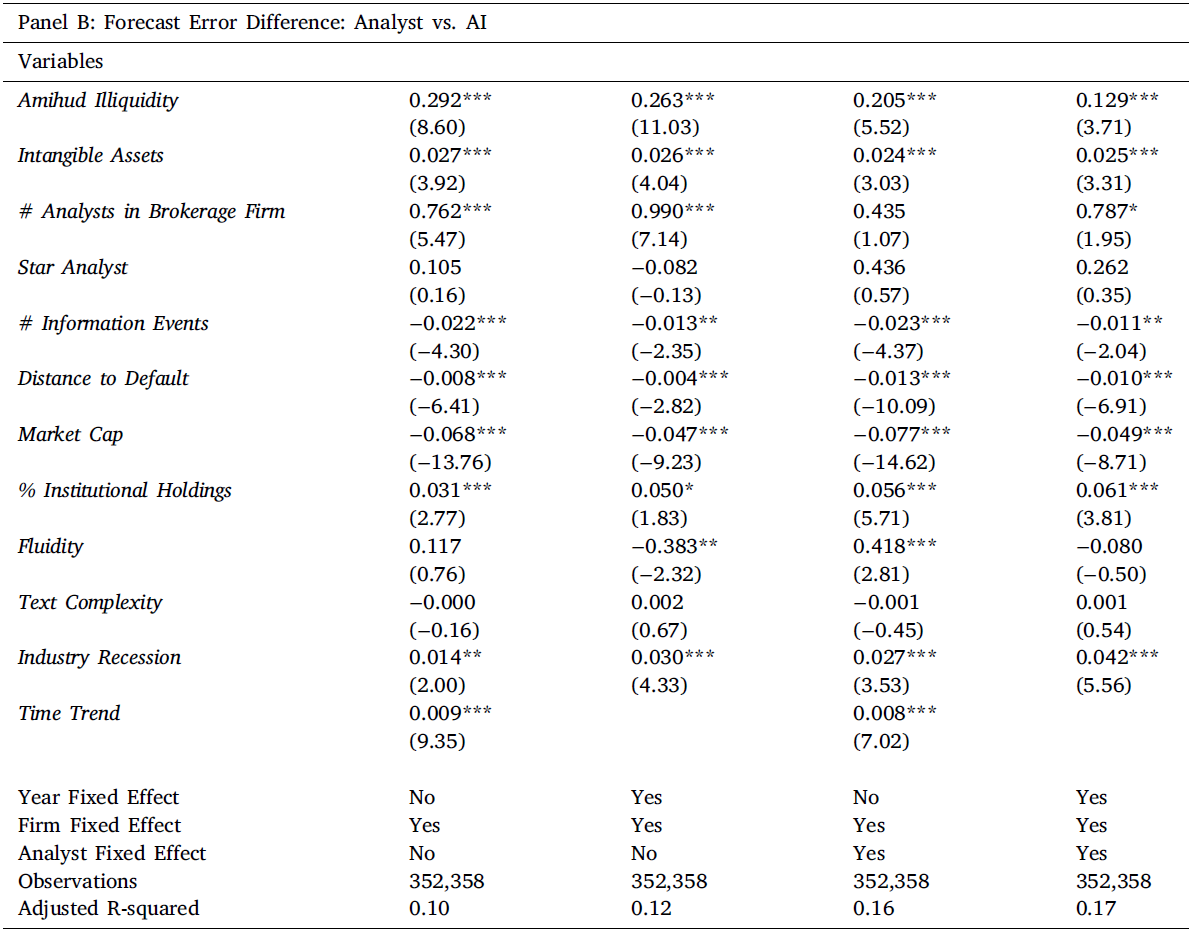 Panel B: Forecast Error Difference: Analyst vs. AI
Variables
Amihud Illiquidity 0.292*** 0.263*** 0.205*** 0.129***
(8.60) (11.03) (5.52) (3.71)
Intangible Assets 0.027*** 0.026*** 0.024*** 0.025***
(3.92) (4.04) (3.03) (3.31)
# Analysts in Brokerage Firm 0.762*** 0.990*** 0.435 0.787*
(5.47) (7.14) (1.07) (1.95)
Star Analyst 0.105 −0.082 0.436 0.262
(0.16) (−0.13) (0.57) (0.35)
# Information Events −0.022*** −0.013** −0.023*** −0.011**
(−4.30) (−2.35) (−4.37) (−2.04)
Distance to Default −0.008*** −0.004*** −0.013*** −0.010***
(−6.41) (−2.82) (−10.09) (−6.91)
Market Cap −0.068*** −0.047*** −0.077*** −0.049***
(−13.76) (−9.23) (−14.62) (−8.71)
% Institutional Holdings 0.031*** 0.050* 0.056*** 0.061***
(2.77) (1.83) (5.71) (3.81)
Fluidity 0.117 −0.383** 0.418*** −0.080
(0.76) (−2.32) (2.81) (−0.50)
Text Complexity −0.000 0.002 −0.001 0.001
(−0.16) (0.67) (−0.45) (0.54)
Industry Recession 0.014** 0.030*** 0.027*** 0.042***
(2.00) (4.33) (3.53) (5.56)
Time Trend 0.009*** 0.008***
(9.35) (7.02)
Year Fixed Effect No Yes No Yes
Firm Fixed Effect Yes Yes Yes Yes
Analyst Fixed Effect No No Yes Yes
Observations 352,358 352,358 352,358 352,358
Adjusted R-squared 0.10 0.12 0.16 0.17